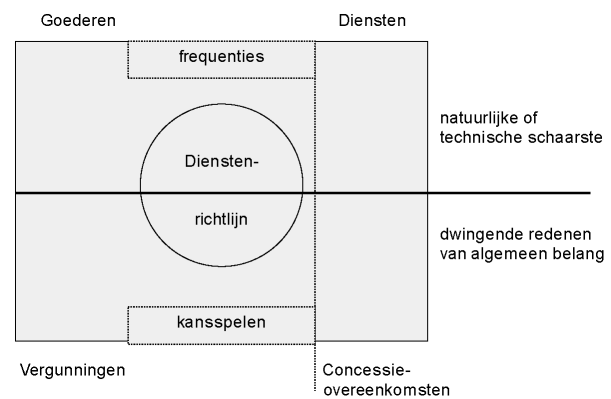 Goederen
Diensten
frequenties
natuurlijke of
technische schaarste
Diensten-
richtlijn
dwingende redenen
van algemeen belang
kansspelen
Vergunningen
Concessie-
overeenkomsten